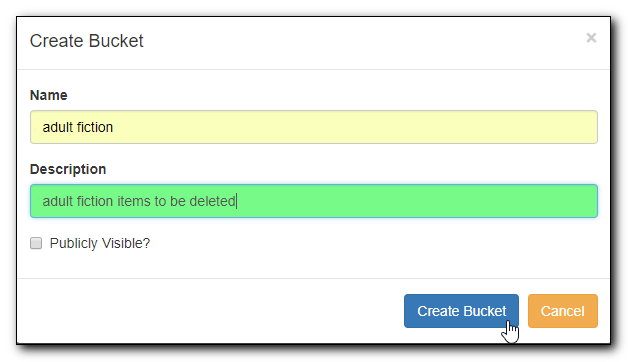 Create Bucket ×
Name
adult fiction
Description
adult fiction items to be deleted
Publicly Visible?
Create Bucket Cancel